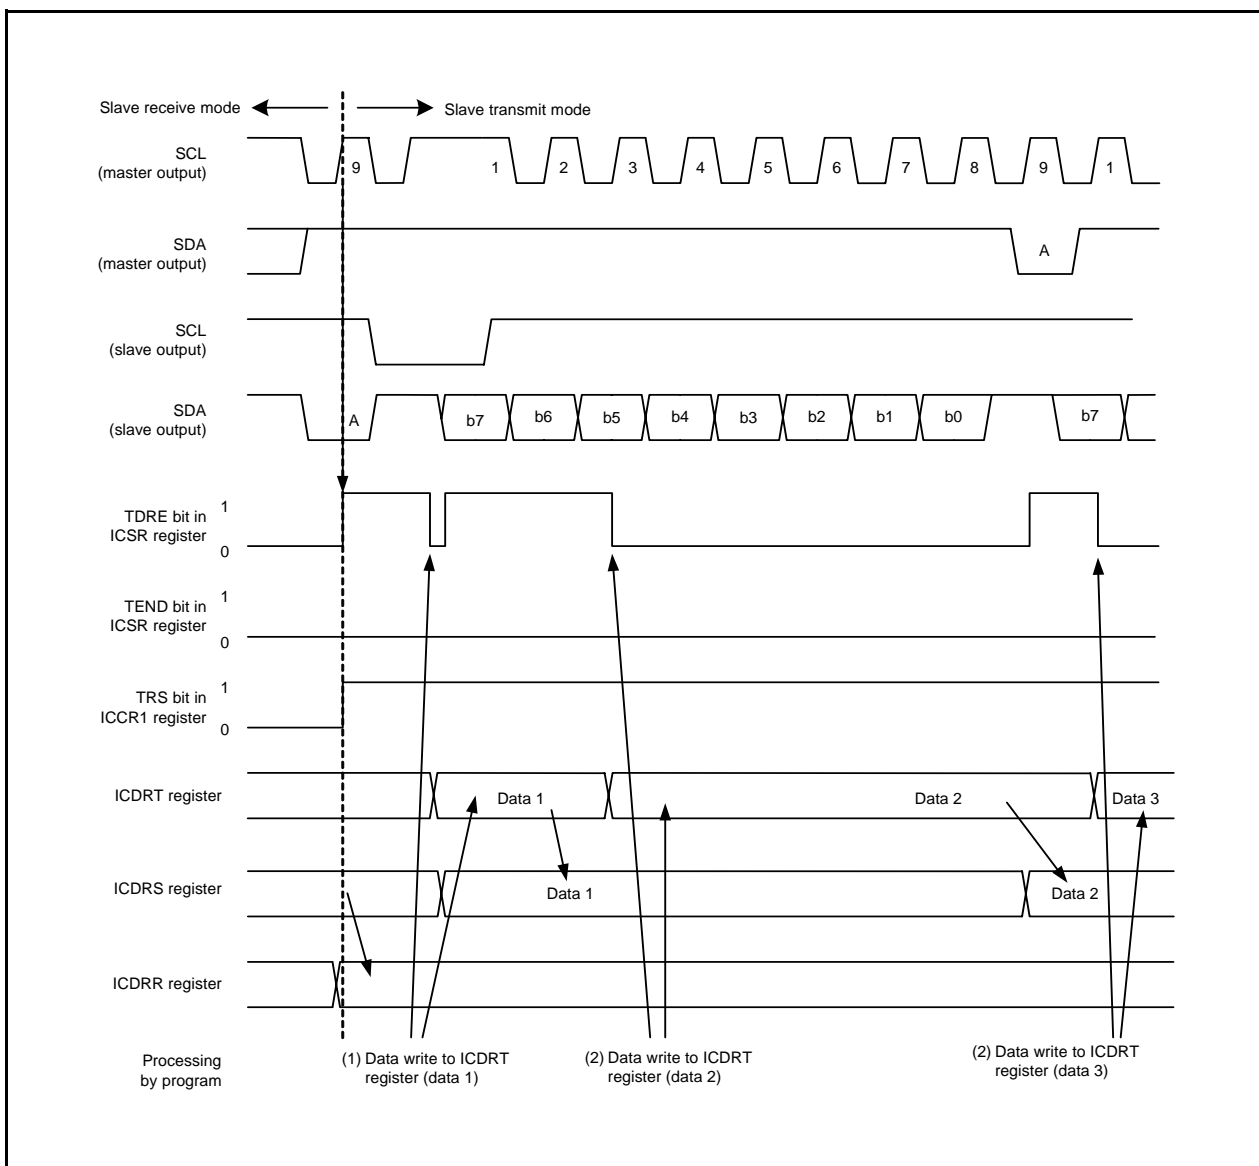 Slave receive mode
Slave transmit mode
SCL
(master output)
9 1 2 3 4 5 6 7 8 9 1
SDA
(master output)
A
SCL
(slave output)
SDA
(slave output)
A b7 b6 b5 b4 b3 b2 b1 b0 b7
TDRE bit in
ICSR register
1
0
TEND bit in
ICSR register
1
0
TRS bit in
ICCR1 register
1
0
ICDRT register
Data 1
Data 2
Data 3
ICDRS register
Data 1
Data 2
ICDRR register
Processing
by program
(1) Data write to ICDRT
register (data 1)
(2) Data write to ICDRT
register (data 2)
(2) Data write to ICDRT
register (data 3)